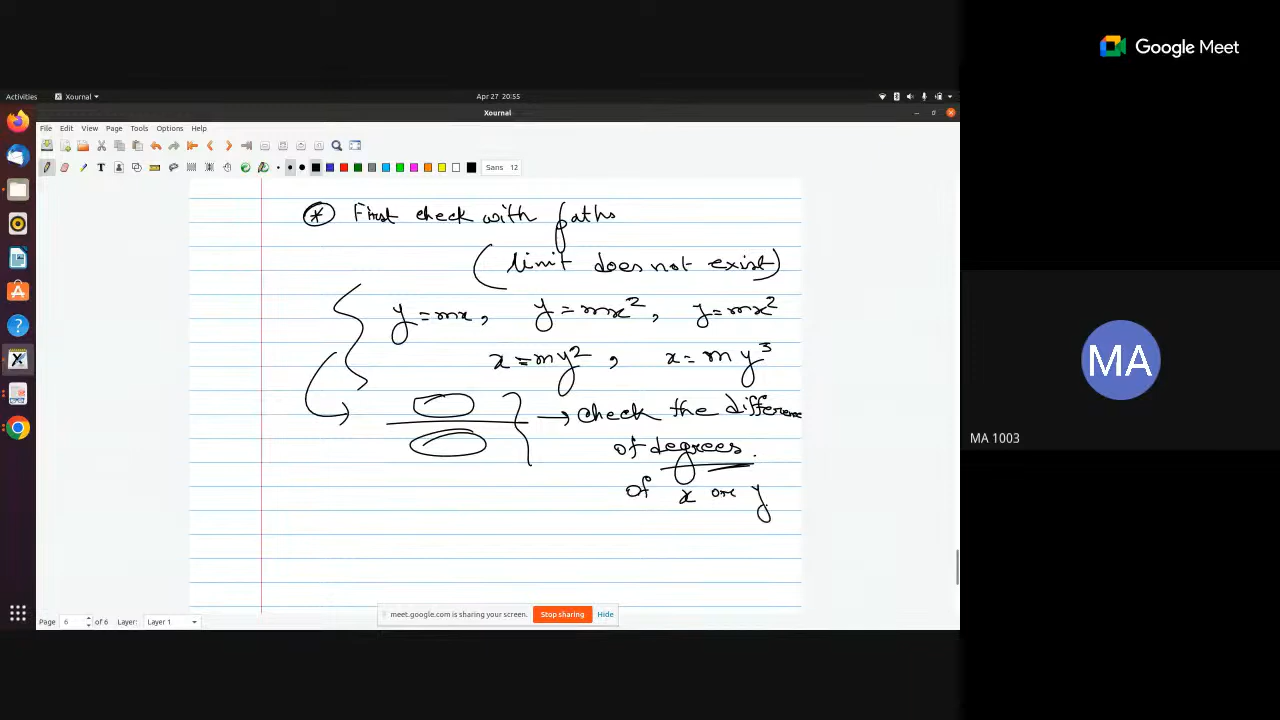 Google Meet
Activities
Xournal
Apr 27 20:55
Xournal
File Edit View Page Tools Options Help
Sans 12
* First check with paths
(limit does not exist)
y = mx, y = mx², y = mx²
x = my², x = my³
→ check the difference
of degrees.
of x or y
MA
MA 1003
meet.google.com is sharing your screen. Stop sharing Hide
Page 6 of 6 Layer: Layer 1